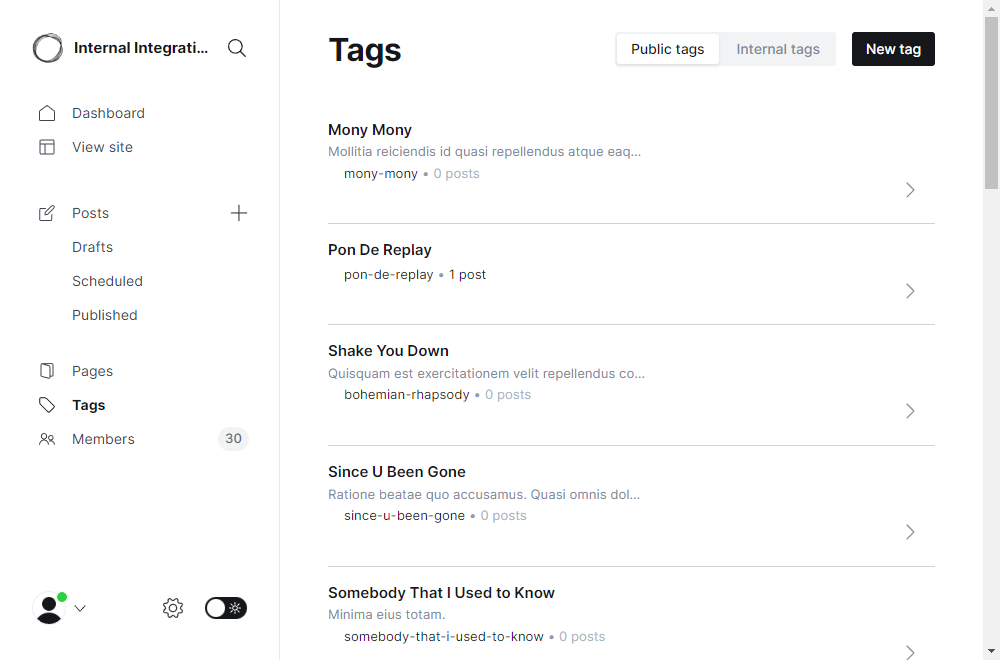 Internal Integrati...
Dashboard
View site
Posts
Drafts
Scheduled
Published
Pages
Tags
Members
30
Tags
Public tags
Internal tags
New tag
Mony Mony
Mollitia reiciendis id quasi repellendus atque eaq...
mony-mony • 0 posts
Pon De Replay
pon-de-replay • 1 post
Shake You Down
Quisquam est exercitationem velit repellendus co...
bohemian-rhapsody • 0 posts
Since U Been Gone
Ratione beatae quo accusamus. Quasi omnis dol...
since-u-been-gone • 0 posts
Somebody That I Used to Know
Minima eius totam.
somebody-that-i-used-to-know • 0 posts